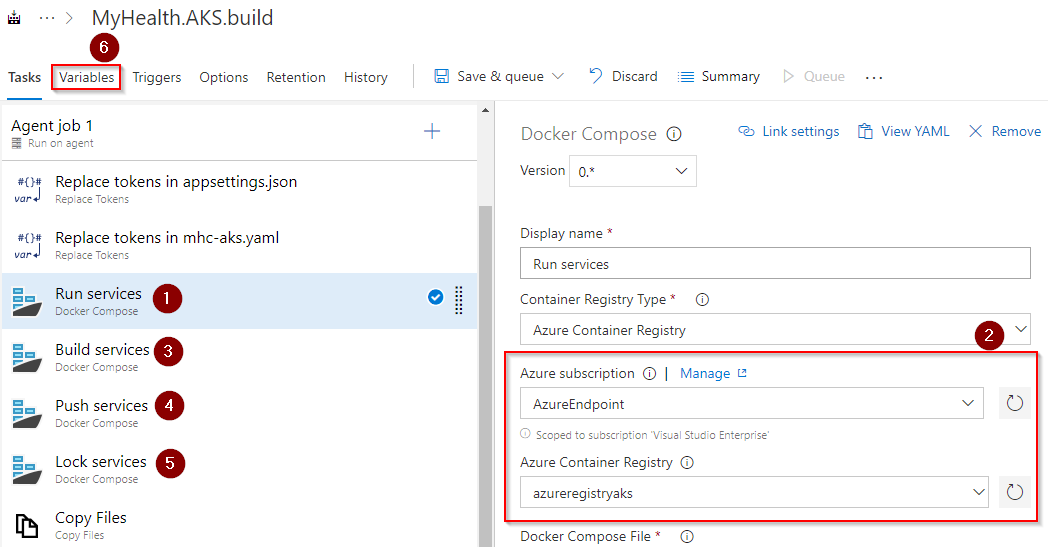 ··· > MyHealth.AKS.build
6
Tasks Variables Triggers Options Retention History Save & queue Discard Summary Queue ...
Agent job 1
Run on agent
#{}# Replace tokens in appsettings.json
var Replace Tokens
#{}# Replace tokens in mhc-aks.yaml
var Replace Tokens
Run services 1
Docker Compose
Build services 3
Docker Compose
Push services 4
Docker Compose
Lock services 5
Docker Compose
Copy Files
Copy Files
Docker Compose Link settings View YAML Remove
Version 0.*
Display name *
Run services
Container Registry Type *
Azure Container Registry
2
Azure subscription | Manage
AzureEndpoint
Scoped to subscription 'Visual Studio Enterprise'
Azure Container Registry
azureregistryaks
Docker Compose File *